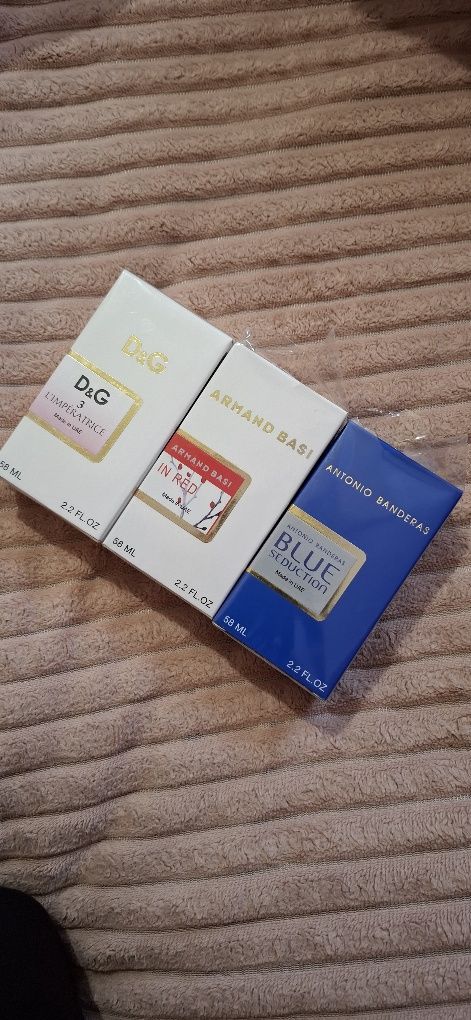 D&G
D&G
3
L'IMPÉRATRICE
Made in UAE
58 ML
2.2 FL.OZ
ARMAND BASI
ARMAND BASI
IN RED
Made in UAE
58 ML
2.2 FL.OZ
ANTONIO BANDERAS
ANTONIO BANDERAS
BLUE
SEDUCTION
Made in UAE
58 ML
2.2 FL.OZ